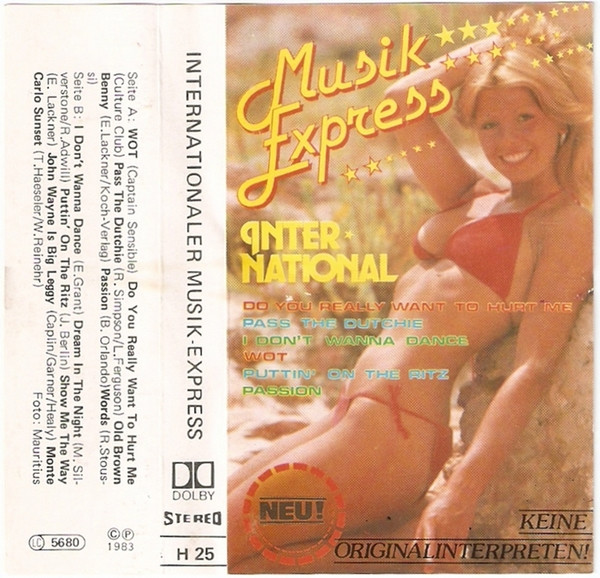 Seite A: WOT (Captain Sensible) Do You Really Want To Hurt Me
(Culture Club) Pass The Dutchie (R. Simpson/L. Ferguson) Old Brown
Benny (E. Lackner/Koch-Verlag) Passion (B. Orlando) Words (R. Stous-
si)
Seite B: I Don't Wanna Dance (E. Grant) Dream In The Night (M. Sil-
verstone/R. Adwill) Puttin' On The Ritz (J. Berlin) Show Me The Way
(E. Lackner) John Wayne Is Big Leggy (Caplin/Garner/Healy) Monte
Carlo Sunset (T. Haeseler/W. Reinehr)
Foto: Mauritius
LC 5680
© ℗
1983
INTERNATIONALER MUSIK-EXPRESS
DOLBY
STEREO
H 25
Musik
Express
INTER
NATIONAL
DO YOU REALLY WANT TO HURT ME
PASS THE DUTCHIE
I DON'T WANNA DANCE
WOT
PUTTIN' ON THE RITZ
PASSION
NEU!
KEINE
ORIGINALINTERPRETEN!